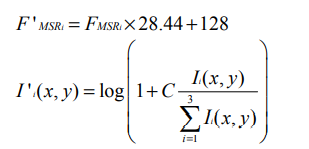 F'MSRi = FMSRi×28.44+128
I'i(x, y) = log(1+C Ii(x, y) / 3∑i=1 Ii(x, y))